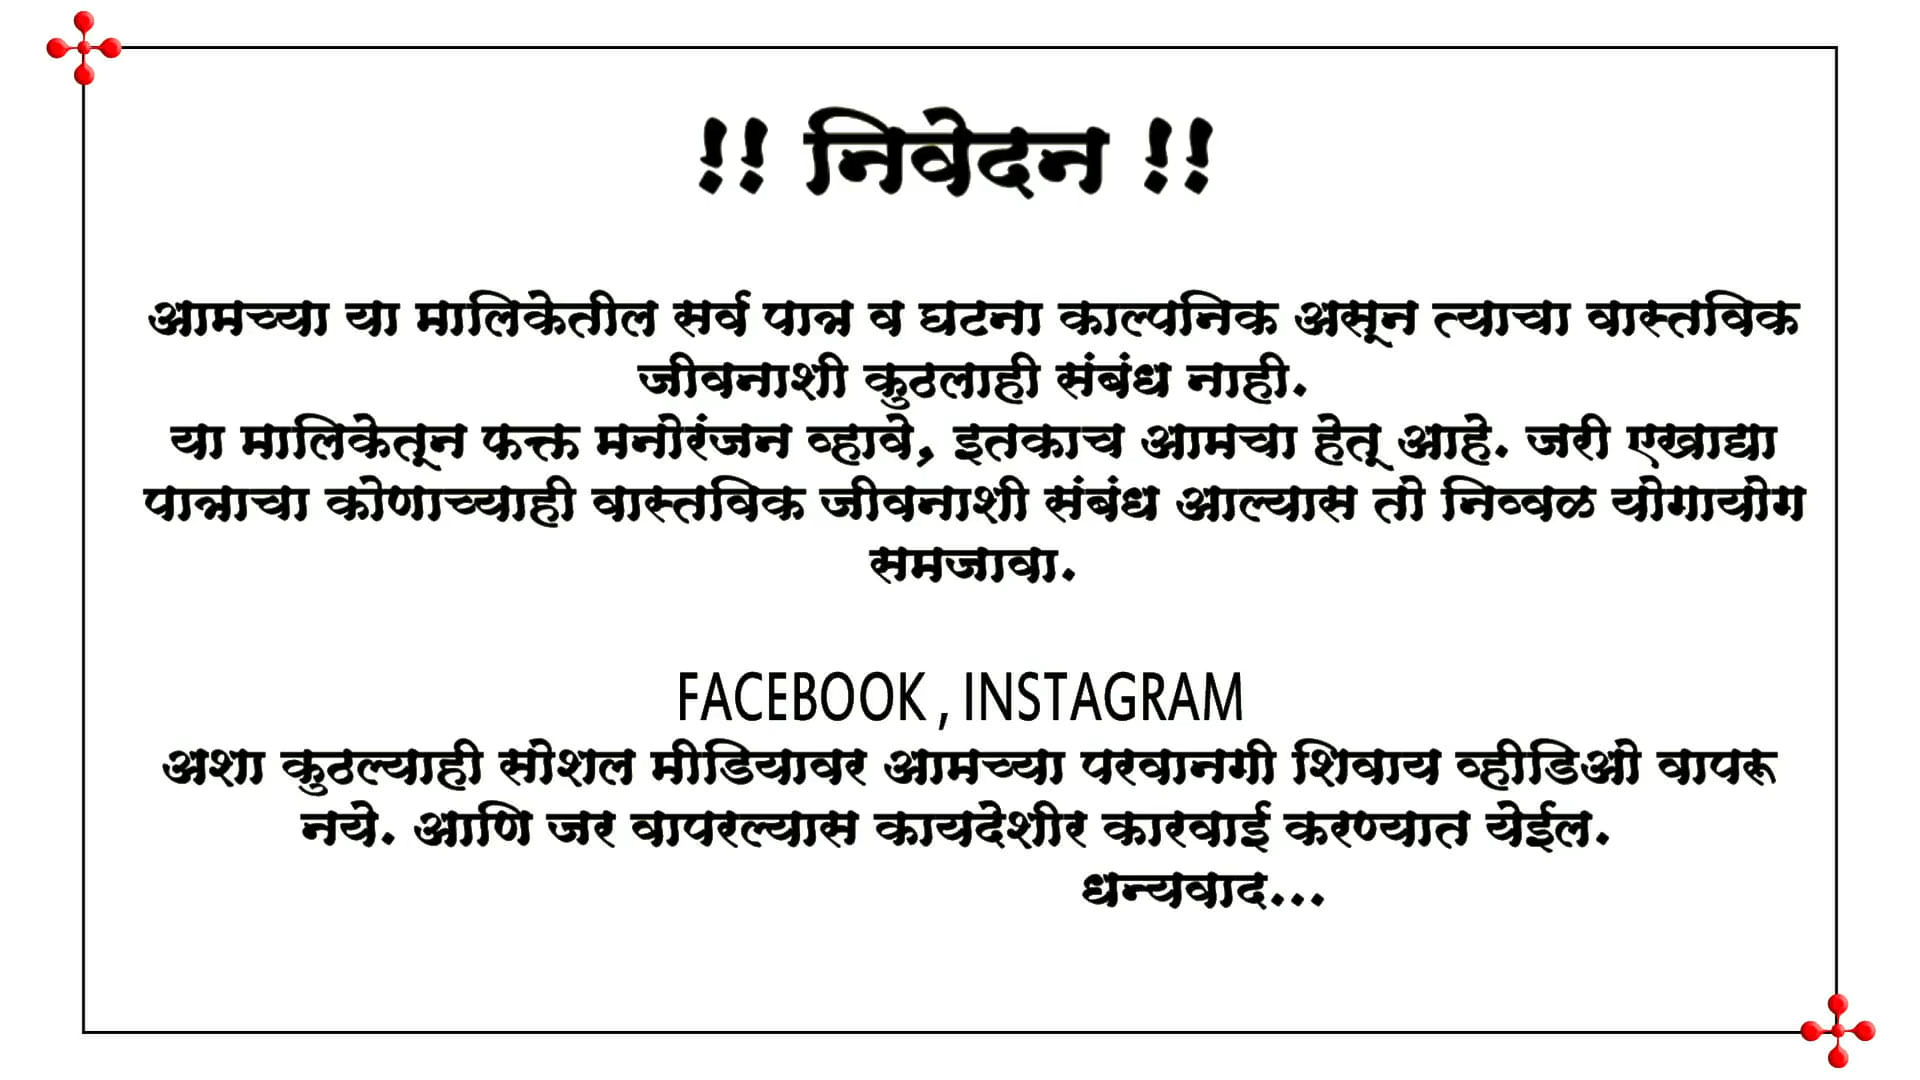 !! निवेदन !!
आमच्या या मालिकेतील सर्व पात्र व घटना काल्पनिक असून त्याचा वास्तविक
जीवनाशी कुठलाही संबंध नाही.
या मालिकेतून फक्त मनोरंजन व्हावे, इतकाच आमचा हेतू आहे. जरी एखाद्या
पात्राचा कोणाच्याही वास्तविक जीवनाशी संबंध आल्यास तो निव्वळ योगायोग
समजावा.
FACEBOOK , INSTAGRAM
अशा कुठल्याही सोशल मीडियावर आमच्या परवानगी शिवाय व्हीडिओ वापरू
नये. आणि जर वापरल्यास कायदेशीर कारवाई करण्यात येईल.
धन्यवाद...